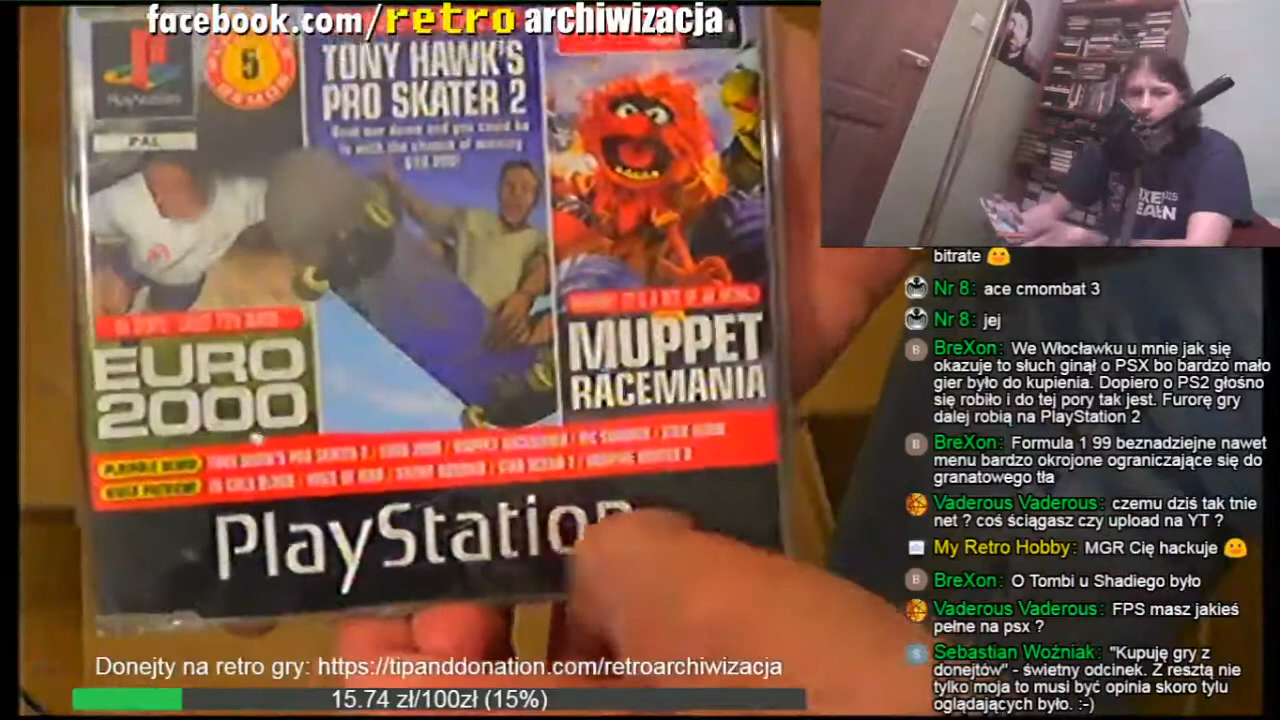 facebook.com/retro archiwizacja
PlayStation
PAL
5
DEMOS
TONY HAWK'S
PRO SKATER 2
EURO
2000
MUPPET
RACEMANIA
PlayStation
bitrate
Nr 8: ace cmombat 3
Nr 8: jej
BreXon: We Włocławku u mnie jak się
okazuje to słuch ginął o PSX bo bardzo mało
gier było do kupienia. Dopiero o PS2 głośno
się robiło i do tej pory tak jest. Furorę gry
dalej robią na PlayStation 2
BreXon: Formula 1 99 beznadziejne nawet
menu bardzo okrojone ograniczające się do
granatowego tła
Vaderous Vaderous: czemu dziś tak tnie
net ? coś ściągasz czy upload na YT ?
My Retro Hobby: MGR Cię hackuje
BreXon: O Tombi u Shadiego było
Vaderous Vaderous: FPS masz jakieś
pełne na psx ?
Sebastian Woźniak: "Kupuję gry z
donejtów" - świetny odcinek. Z resztą nie
tylko moja to musi być opinia skoro tylu
oglądających było. :-)
Donejty na retro gry: https://tipanddonation.com/retroarchiwizacja
15.74 zł/100zł (15%)